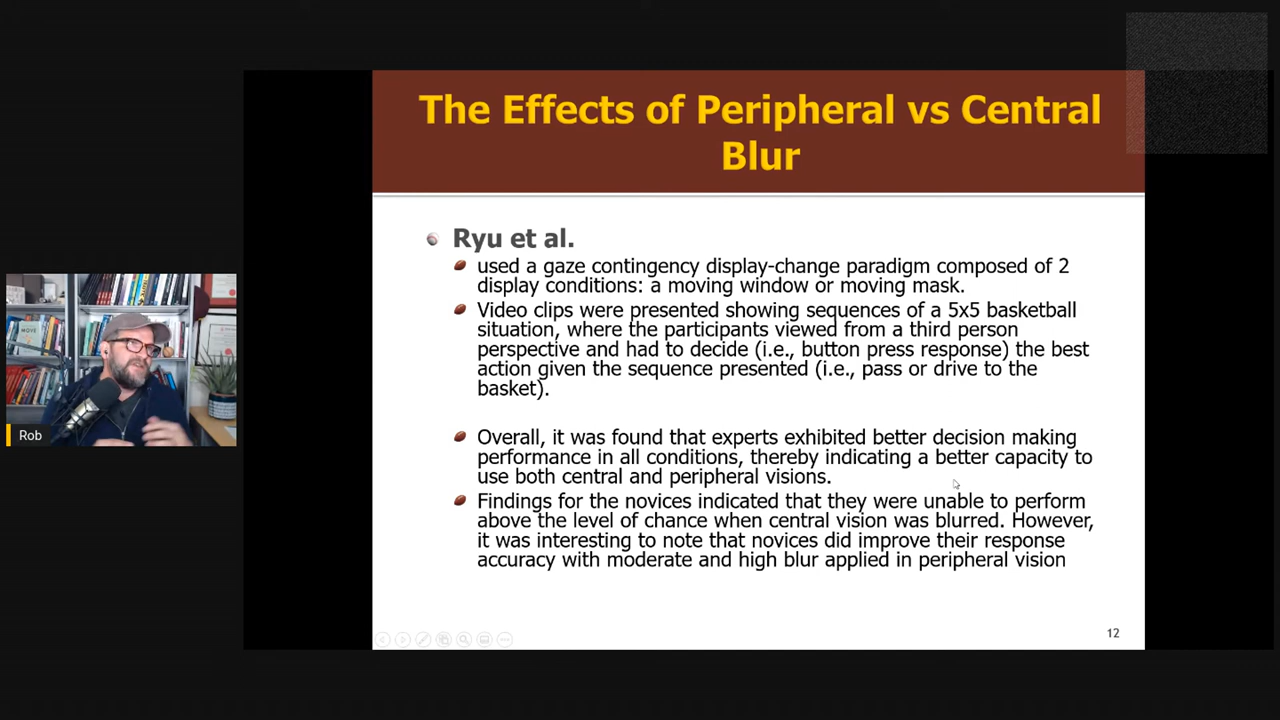 The Effects of Peripheral vs Central
Blur
Ryu et al.
used a gaze contingency display-change paradigm composed of 2
display conditions: a moving window or moving mask.
Video clips were presented showing sequences of a 5x5 basketball
situation, where the participants viewed from a third person
perspective and had to decide (i.e., button press response) the best
action given the sequence presented (i.e., pass or drive to the
basket).
Overall, it was found that experts exhibited better decision making
performance in all conditions, thereby indicating a better capacity to
use both central and peripheral visions.
Findings for the novices indicated that they were unable to perform
above the level of chance when central vision was blurred. However,
it was interesting to note that novices did improve their response
accuracy with moderate and high blur applied in peripheral vision
12
Rob